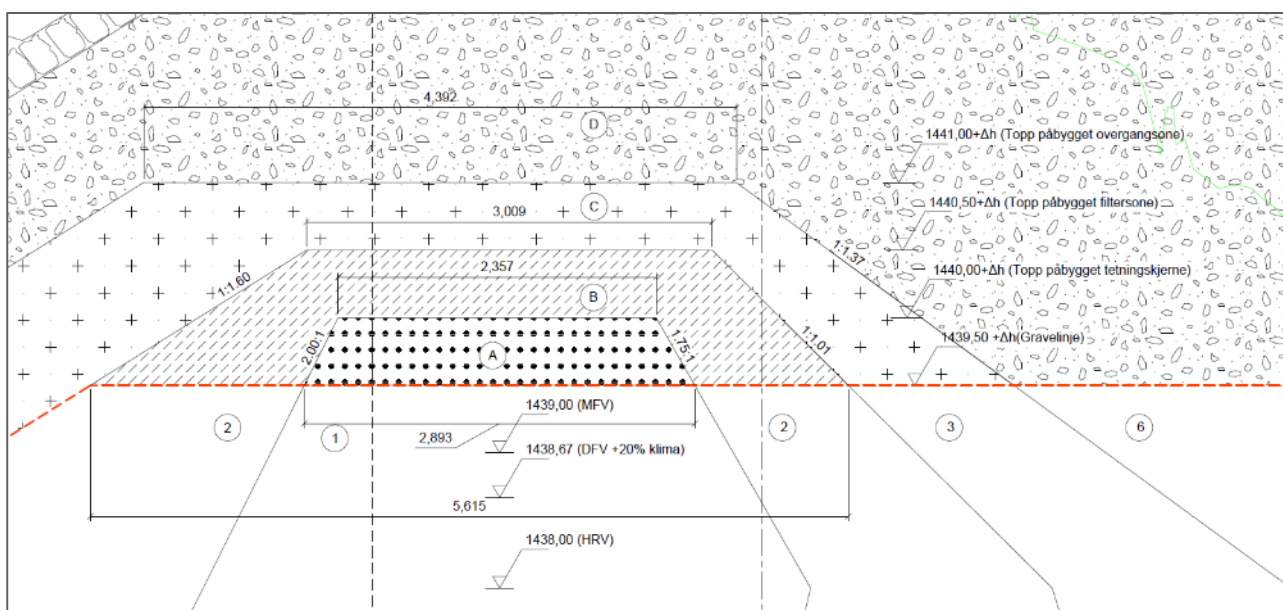 4,392
D
1441,00+Δh (Topp påbygget overgangsone)
C
3,009
1440,50+Δh (Topp påbygget filtersone)
1:1.37
1440,00+Δh (Topp påbygget tetningskjerne)
2,357
1:1.60
B
2.00:1
1.75:1
1:1.01
1439,50 +Δh(Gravelinje)
A
1439,00 (MFV)
2
1
2
3
6
2,893
1438,67 (DFV +20% klima)
5,615
1438,00 (HRV)